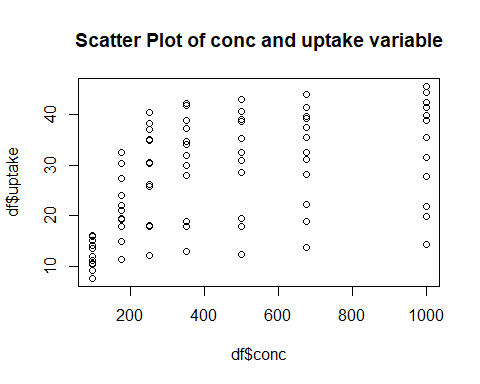 Scatter Plot of conc and uptake variable
df$uptake
40
30
20
10
200 400 600 800 1000
df$conc